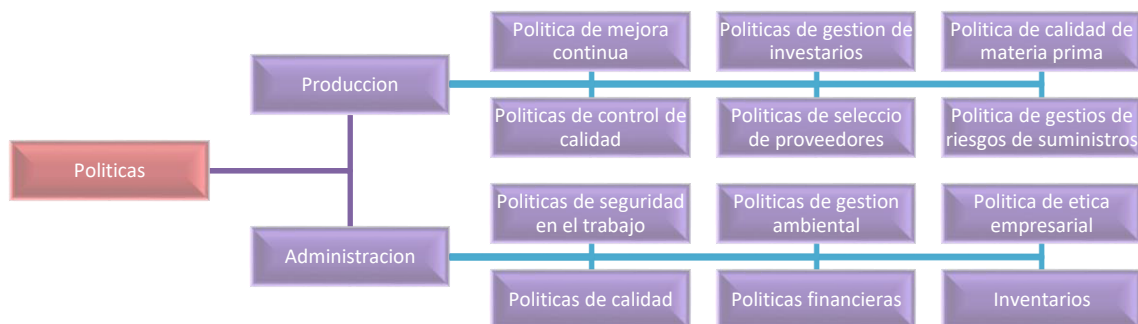 Politicas
Produccion
Politica de mejora
continua
Politicas de gestion de
investarios
Politica de calidad de
materia prima
Politicas de control de
calidad
Politicas de seleccio
de proveedores
Politica de gestios de
riesgos de suministros
Administracion
Politicas de seguridad
en el trabajo
Politicas de gestion
ambiental
Politica de etica
empresarial
Politicas de calidad
Politicas financieras
Inventarios